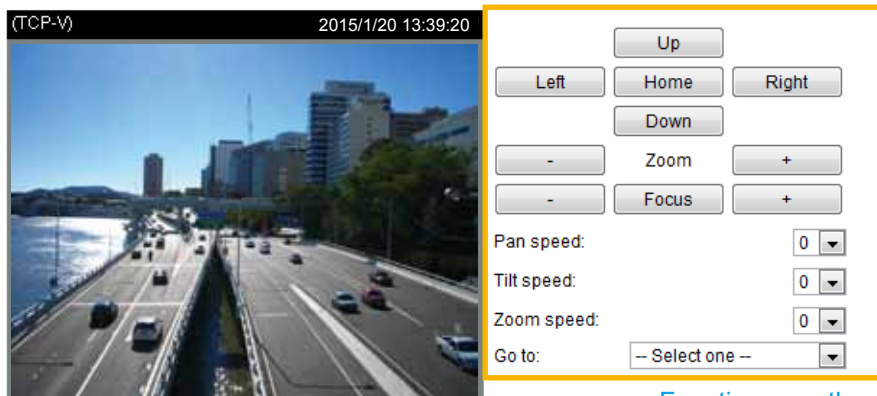 (TCP-V) 2015/1/20 13:39:20
Up
Left Home Right
Down
- Zoom +
- Focus +
Pan speed: 0
Tilt speed: 0
Zoom speed: 0
Go to: -- Select one --